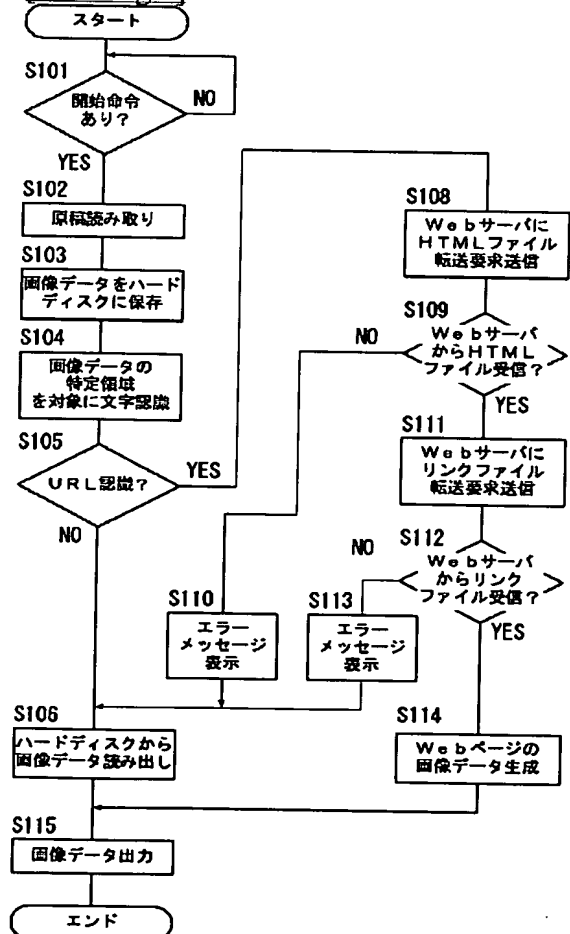 スタート
S101
開始命令
あり?
NO
YES
S102
原稿読み取り
S103
画像データをハード
ディスクに保存
S104
画像データの
特定領域
を対象に文字認識
S105
URL認識?
YES
NO
S108
Webサーバに
HTMLファイル
転送要求送信
S109
Webサーバ
からHTML
ファイル受信?
NO
YES
S111
Webサーバに
リンクファイル
転送要求送信
S112
Webサーバ
からリンク
ファイル受信?
NO
YES
S110
エラー
メッセージ
表示
S113
エラー
メッセージ
表示
S106
ハードディスクから
画像データ読み出し
S114
Webページの
画像データ生成
S115
画像データ出力
エンド